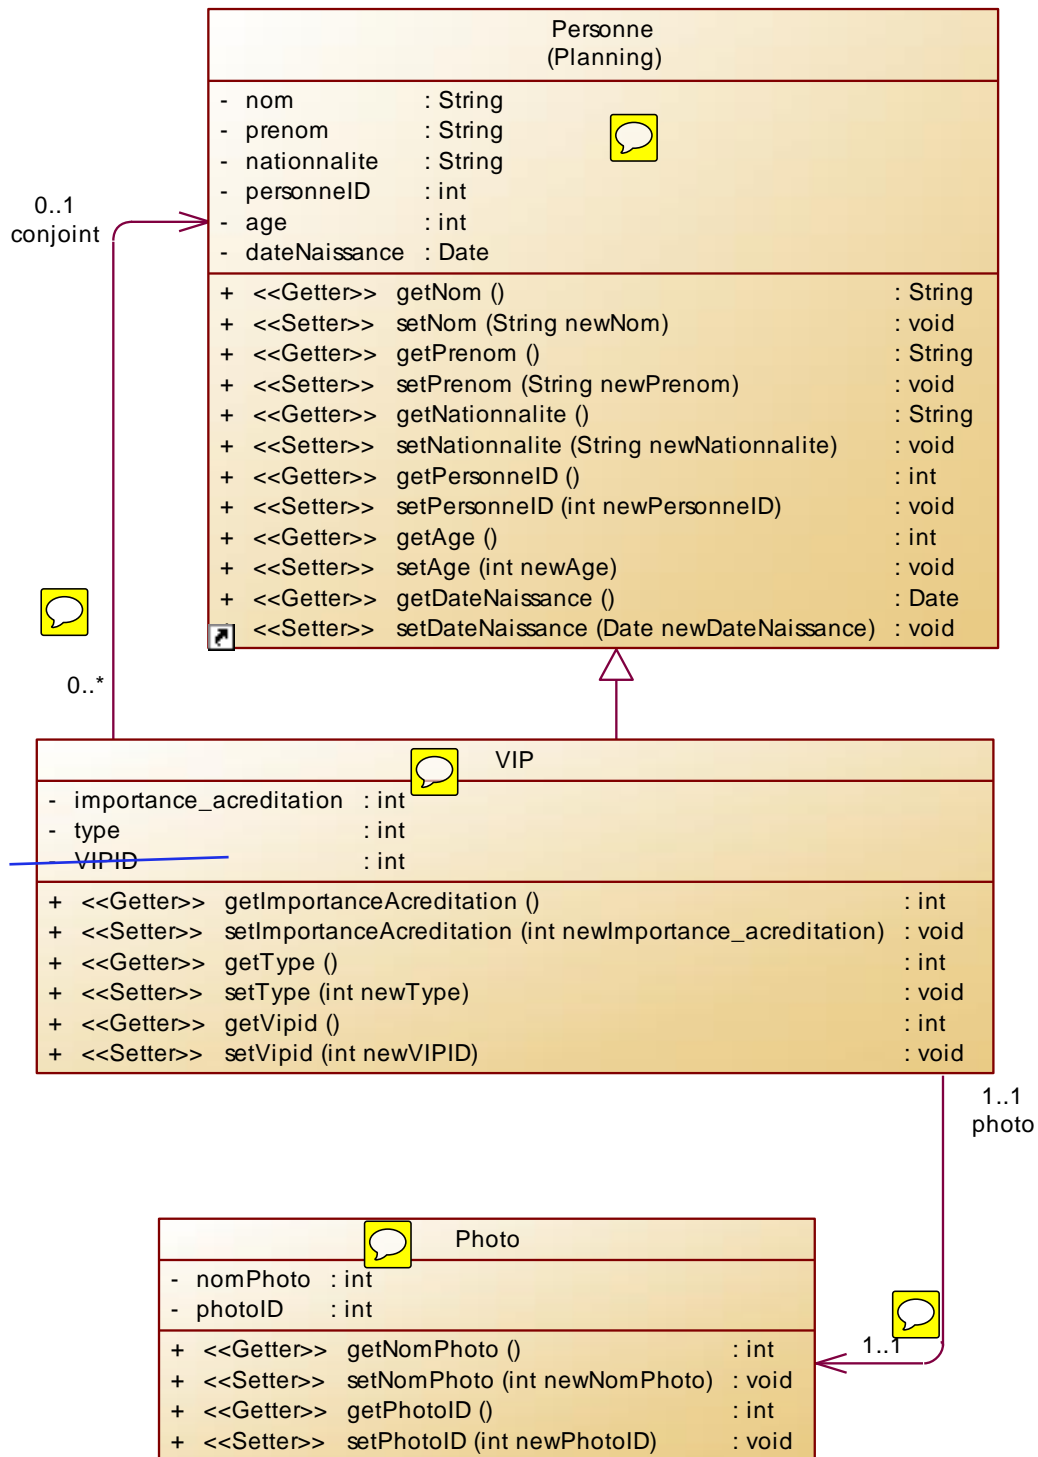 Personne
(Planning)
- nom : String
- prenom : String
- nationnalite : String
- personneID : int
- age : int
- dateNaissance : Date
0..1
conjoint
+ <<Getter>> getNom () : String
+ <<Setter>> setNom (String newNom) : void
+ <<Getter>> getPrenom () : String
+ <<Setter>> setPrenom (String newPrenom) : void
+ <<Getter>> getNationnalite () : String
+ <<Setter>> setNationnalite (String newNationnalite) : void
+ <<Getter>> getPersonneID () : int
+ <<Setter>> setPersonneID (int newPersonneID) : void
+ <<Getter>> getAge () : int
+ <<Setter>> setAge (int newAge) : void
+ <<Getter>> getDateNaissance () : Date
<<Setter>> setDateNaissance (Date newDateNaissance) : void
0..*
VIP
- importance_acreditation : int
- type : int
- VIPID : int
+ <<Getter>> getImportanceAcreditation () : int
+ <<Setter>> setImportanceAcreditation (int newImportance_acreditation) : void
+ <<Getter>> getType () : int
+ <<Setter>> setType (int newType) : void
+ <<Getter>> getVipid () : int
+ <<Setter>> setVipid (int newVIPID) : void
1..1
photo
Photo
- nomPhoto : int
- photoID : int
1..1
+ <<Getter>> getNomPhoto () : int
+ <<Setter>> setNomPhoto (int newNomPhoto) : void
+ <<Getter>> getPhotoID () : int
+ <<Setter>> setPhotoID (int newPhotoID) : void